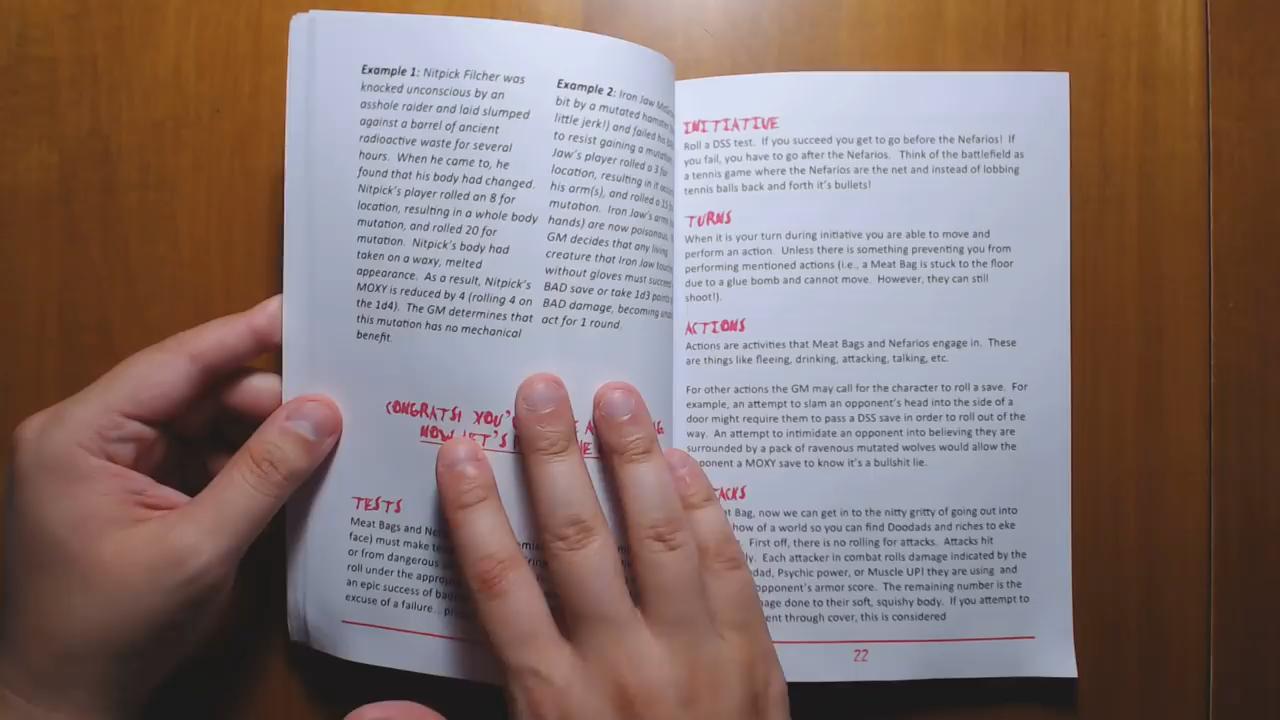 Example 1: Nitpick Filcher was
knocked unconscious by an
asshole raider and laid slumped
against a barrel of ancient
radioactive waste for several
hours. When he came to, he
found that his body had changed.
Nitpick's player rolled an 8 for
location, resulting in a whole body
mutation, and rolled 20 for
mutation. Nitpick's body had
taken on a waxy, melted
appearance. As a result, Nitpick's
MOXY is reduced by 4 (rolling 4 on
the 1d4). The GM determines that
this mutation has no mechanical
benefit.
Example 2: Iron Jaw
bit by a mutated hamster
little jerk!) and failed his
to resist gaining a mutation
Jaw's player rolled a 3 for
location, resulting in it
his arm(s), and rolled a 15
mutation. Iron Jaw's arms
hands) are now poisonous.
GM decides that any living
creature that Iron Jaw
without gloves must succeed
BAD save or take 1d3 points
BAD damage, becoming
act for 1 round.
CONGRATS! YOU'
NOW LET'S
TESTS
Meat Bags and
face) must make
or from dangerous
roll under the
an epic success of
excuse of a failure...
INITIATIVE
Roll a DSS test. If you succeed you get to go before the Nefarios! If
you fail, you have to go after the Nefarios. Think of the battlefield as
a tennis game where the Nefarios are the net and instead of lobbing
tennis balls back and forth it's bullets!
TURNS
When it is your turn during initiative you are able to move and
perform an action. Unless there is something preventing you from
performing mentioned actions (i.e., a Meat Bag is stuck to the floor
due to a glue bomb and cannot move. However, they can still
shoot!).
ACTIONS
Actions are activities that Meat Bags and Nefarios engage in. These
are things like fleeing, drinking, attacking, talking, etc.
For other actions the GM may call for the character to roll a save. For
example, an attempt to slam an opponent's head into the side of a
door might require them to pass a DSS save in order to roll out of the
way. An attempt to intimidate an opponent into believing they are
surrounded by a pack of ravenous mutated wolves would allow the
opponent a MOXY save to know it's a bullshit lie.
Bag, now we can get in to the nitty gritty of going out into
of a world so you can find Doodads and riches to eke
First off, there is no rolling for attacks. Attacks hit
Each attacker in combat rolls damage indicated by the
Psychic power, or Muscle UP! they are using and
opponent's armor score. The remaining number is the
done to their soft, squishy body. If you attempt to
through cover, this is considered
22